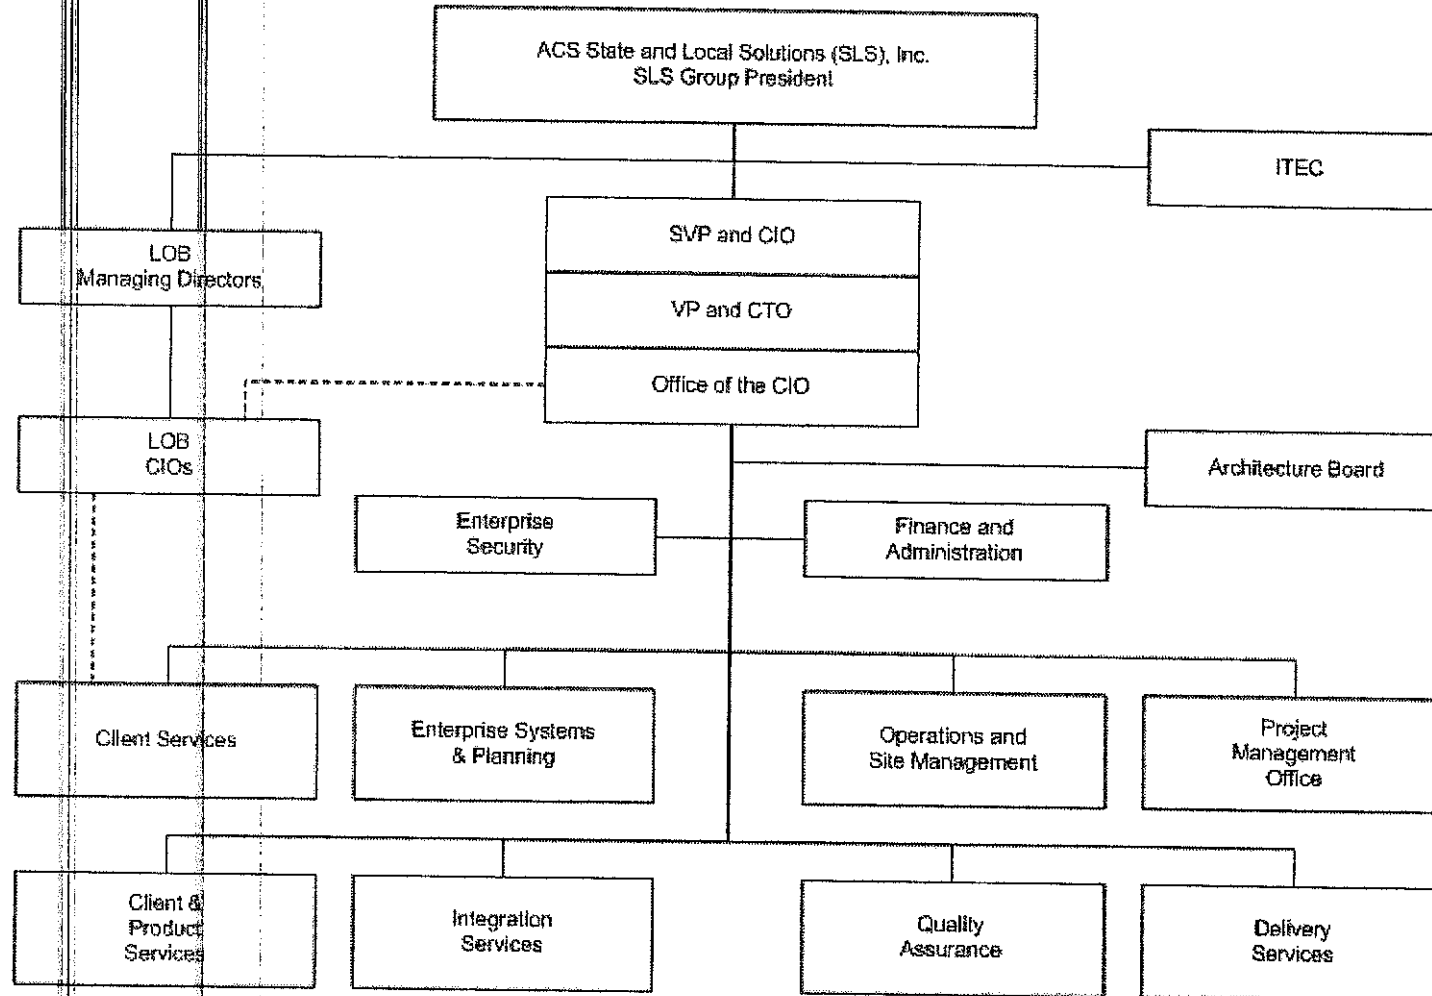 ACS State and Local Solutions (SLS), Inc.
SLS Group President
ITEC
SVP and CIO
LOB
Managing Directors
VP and CTO
Office of the CIO
LOB
CIOs
Architecture Board
Enterprise
Security
Finance and
Administration
Client Services
Enterprise Systems
& Planning
Operations and
Site Management
Project
Management
Office
Client &
Product
Services
Integration
Services
Quality
Assurance
Delivery
Services